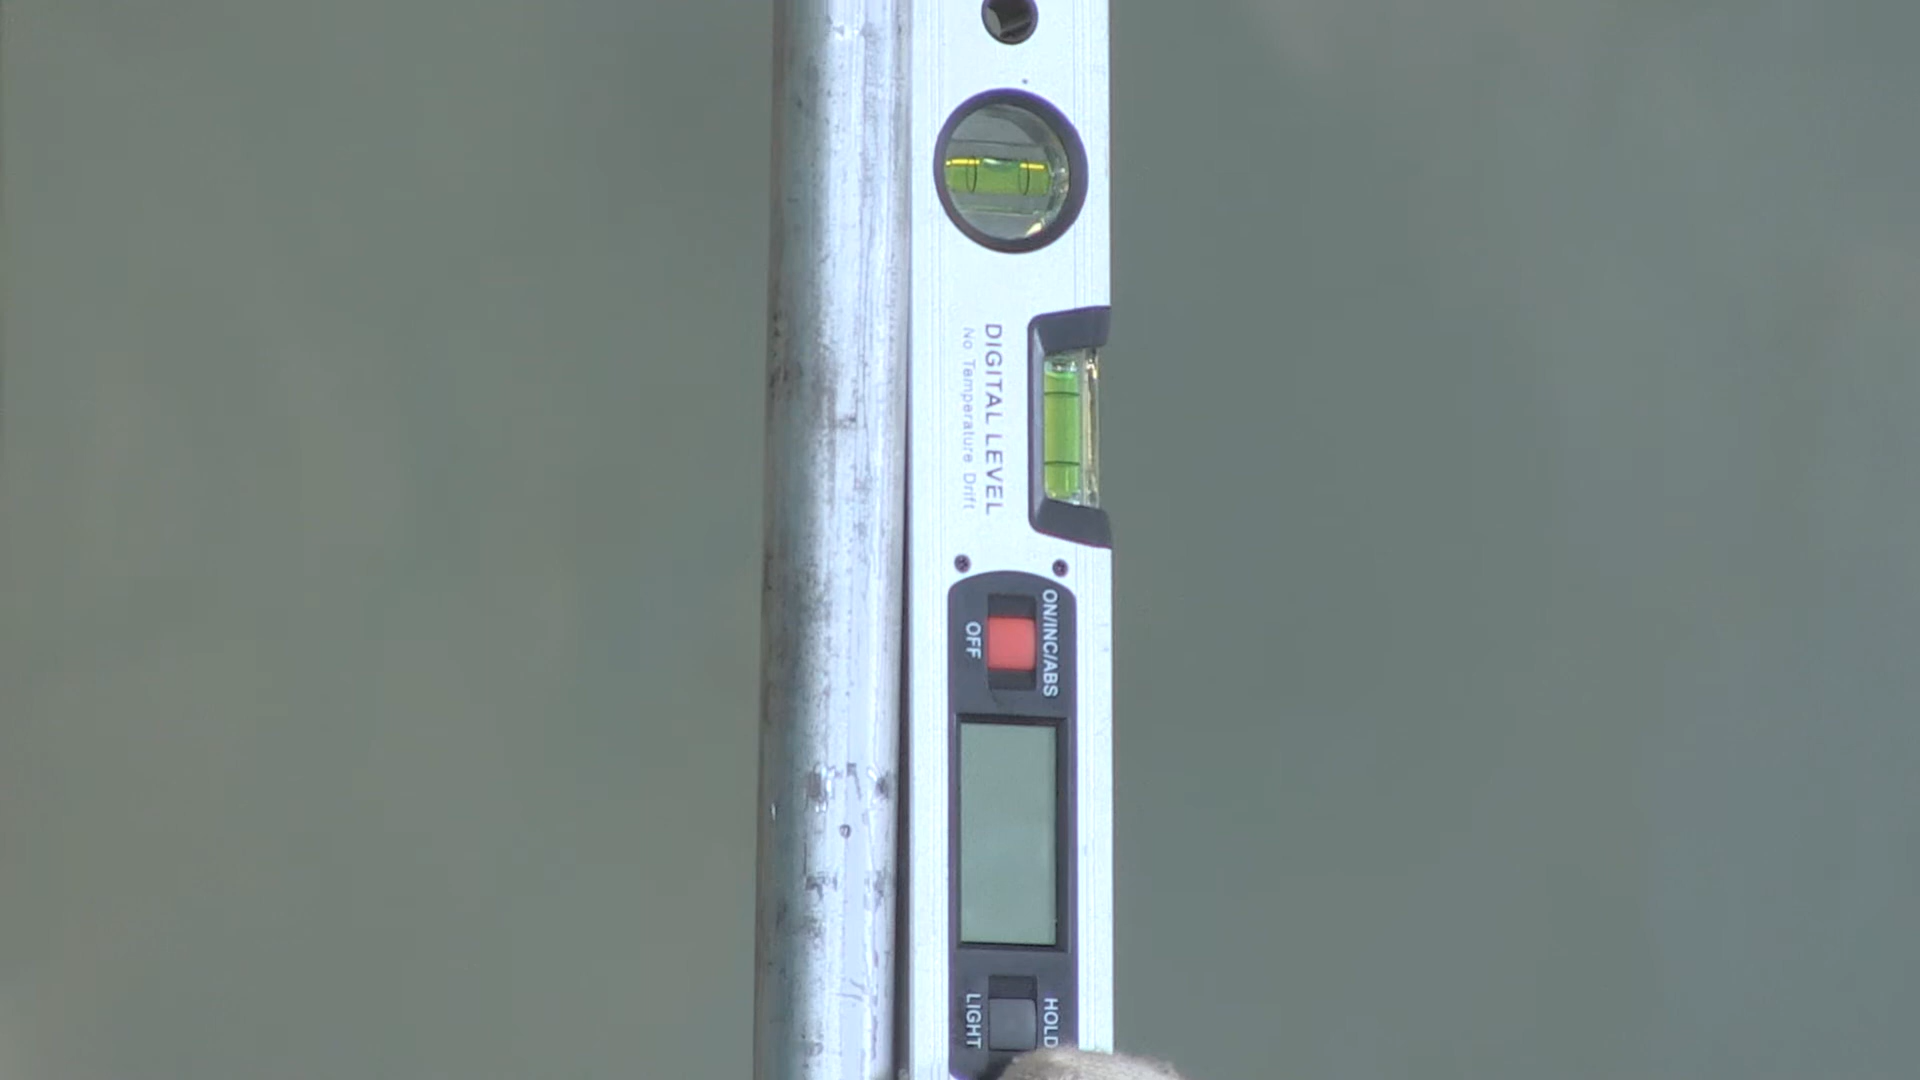 DIGITAL LEVEL
No Temperature Drift
ON/INC/ABS
OFF
HOLD
LIGHT